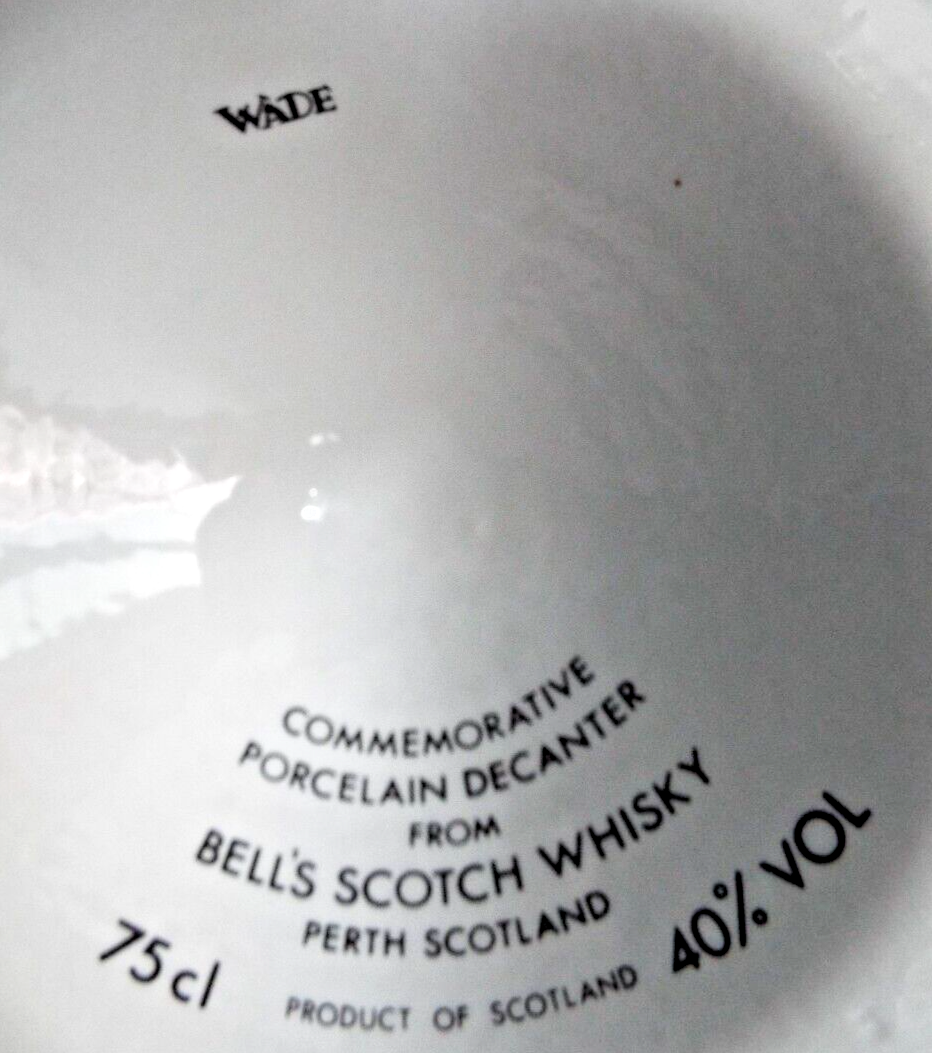 WADE
COMMEMORATIVE
PORCELAIN DECANTER
FROM
BELL'S SCOTCH WHISKY
PERTH SCOTLAND
75cl
PRODUCT OF SCOTLAND
40% VOL